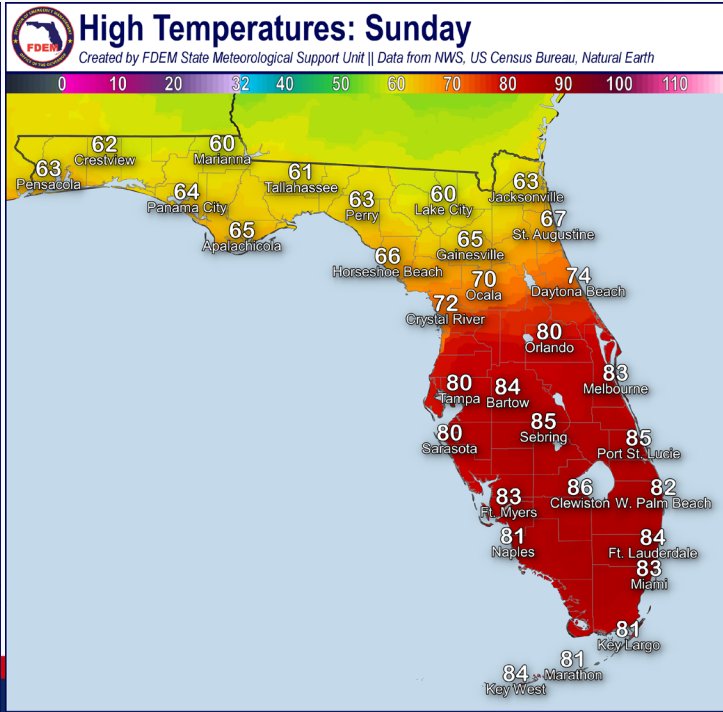 High Temperatures: Sunday
Created by FDEM State Meteorological Support Unit || Data from NWS, US Census Bureau, Natural Earth
FDEM
0 10 20 32 40 50 60 70 80 90 100 110
62
Crestview
60
Marianna
63
Pensacola
61
Tallahassee
64
Panama City
63
Perry
60
Lake City
63
Jacksonville
65
Apalachicola
67
St. Augustine
65
Gainesville
66
Horseshoe Beach
70
Ocala
74
Daytona Beach
72
Crystal River
80
Orlando
83
Melbourne
80
Tampa
84
Bartow
85
Sebring
80
Sarasota
85
Port St. Lucie
86
Clewiston
82
W. Palm Beach
83
Ft. Myers
81
Naples
84
Ft. Lauderdale
83
Miami
81
Key Largo
81
Marathon
84
Key West